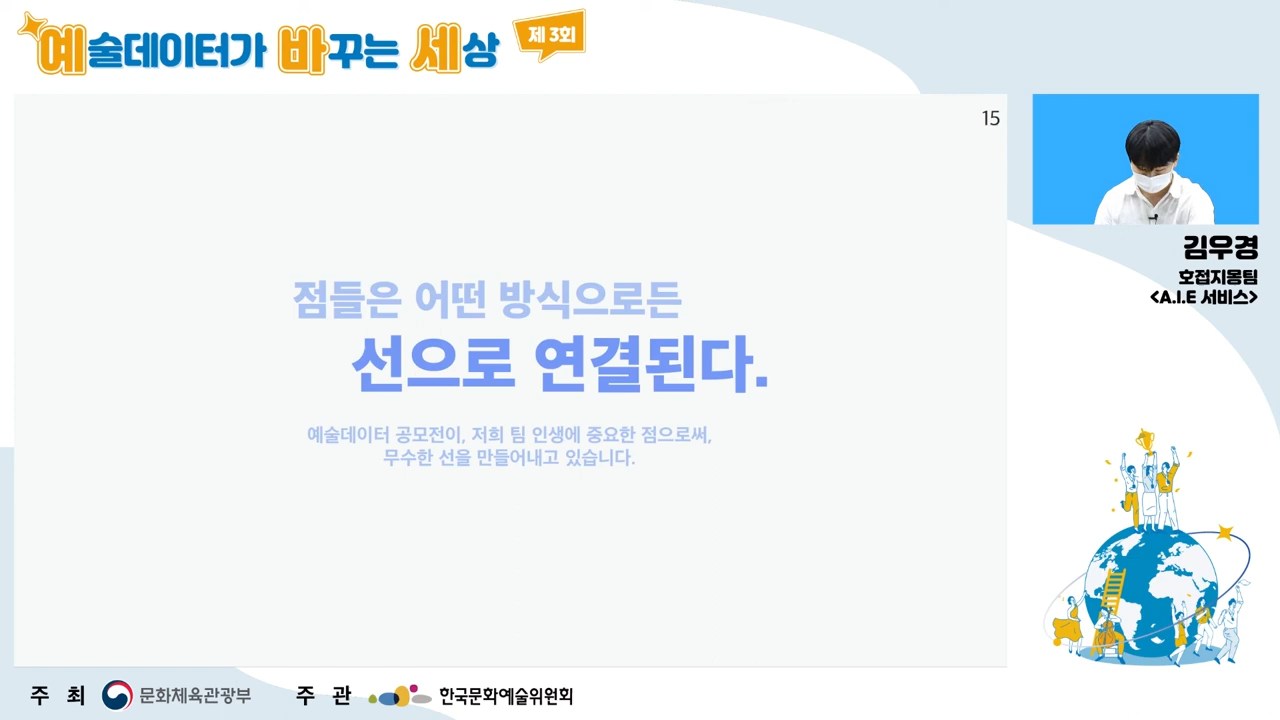 예술데이터가 바꾸는 세상
제 3회
15
점들은 어떤 방식으로든
선으로 연결된다.
예술데이터 공모전이, 저희 팀 인생에 중요한 점으로써,
무수한 선을 만들어내고 있습니다.
김우경
호접지몽팀
<A.I.E 서비스>
주 최 문화체육관광부 주 관 한국문화예술위원회